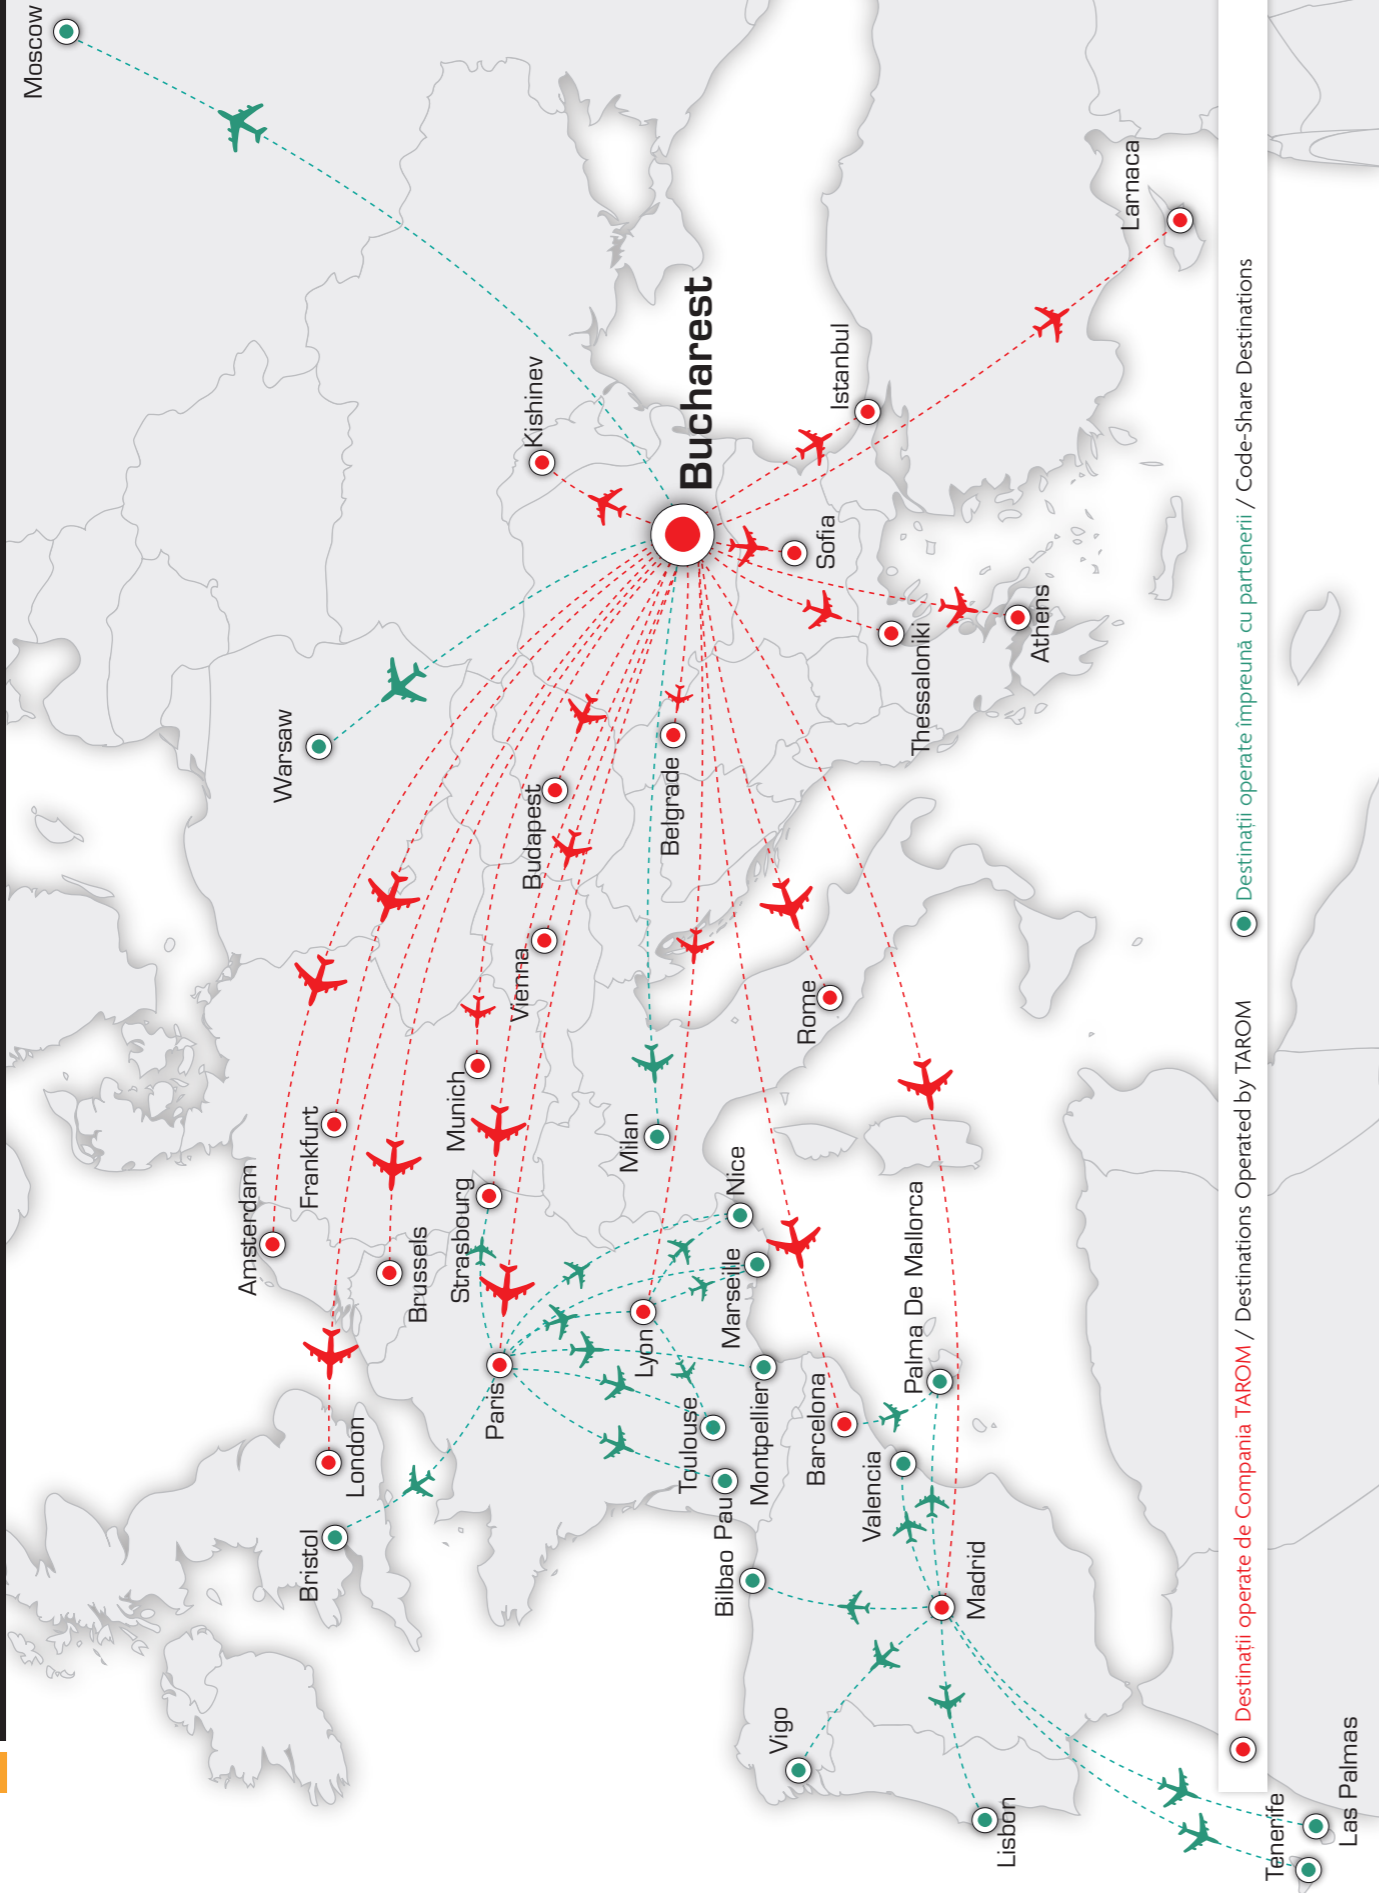 Moscow
Warsaw
Kishinev
Bucharest
Istanbul
Larnaca
Sofia
Thessaloniki
Athens
Belgrade
Budapest
Vienna
Munich
Strasbourg
Frankfurt
Amsterdam
Brussels
London
Bristol
Paris
Milan
Rome
Nice
Marseille
Lyon
Toulouse
Montpellier
Pau
Bilbao
Barcelona
Palma De Mallorca
Valencia
Madrid
Vigo
Lisbon
Tenerife
Las Palmas
Destinații operate de Compania TAROM / Destinations Operated by TAROM
Destinații operate împreună cu partenerii / Code-Share Destinations